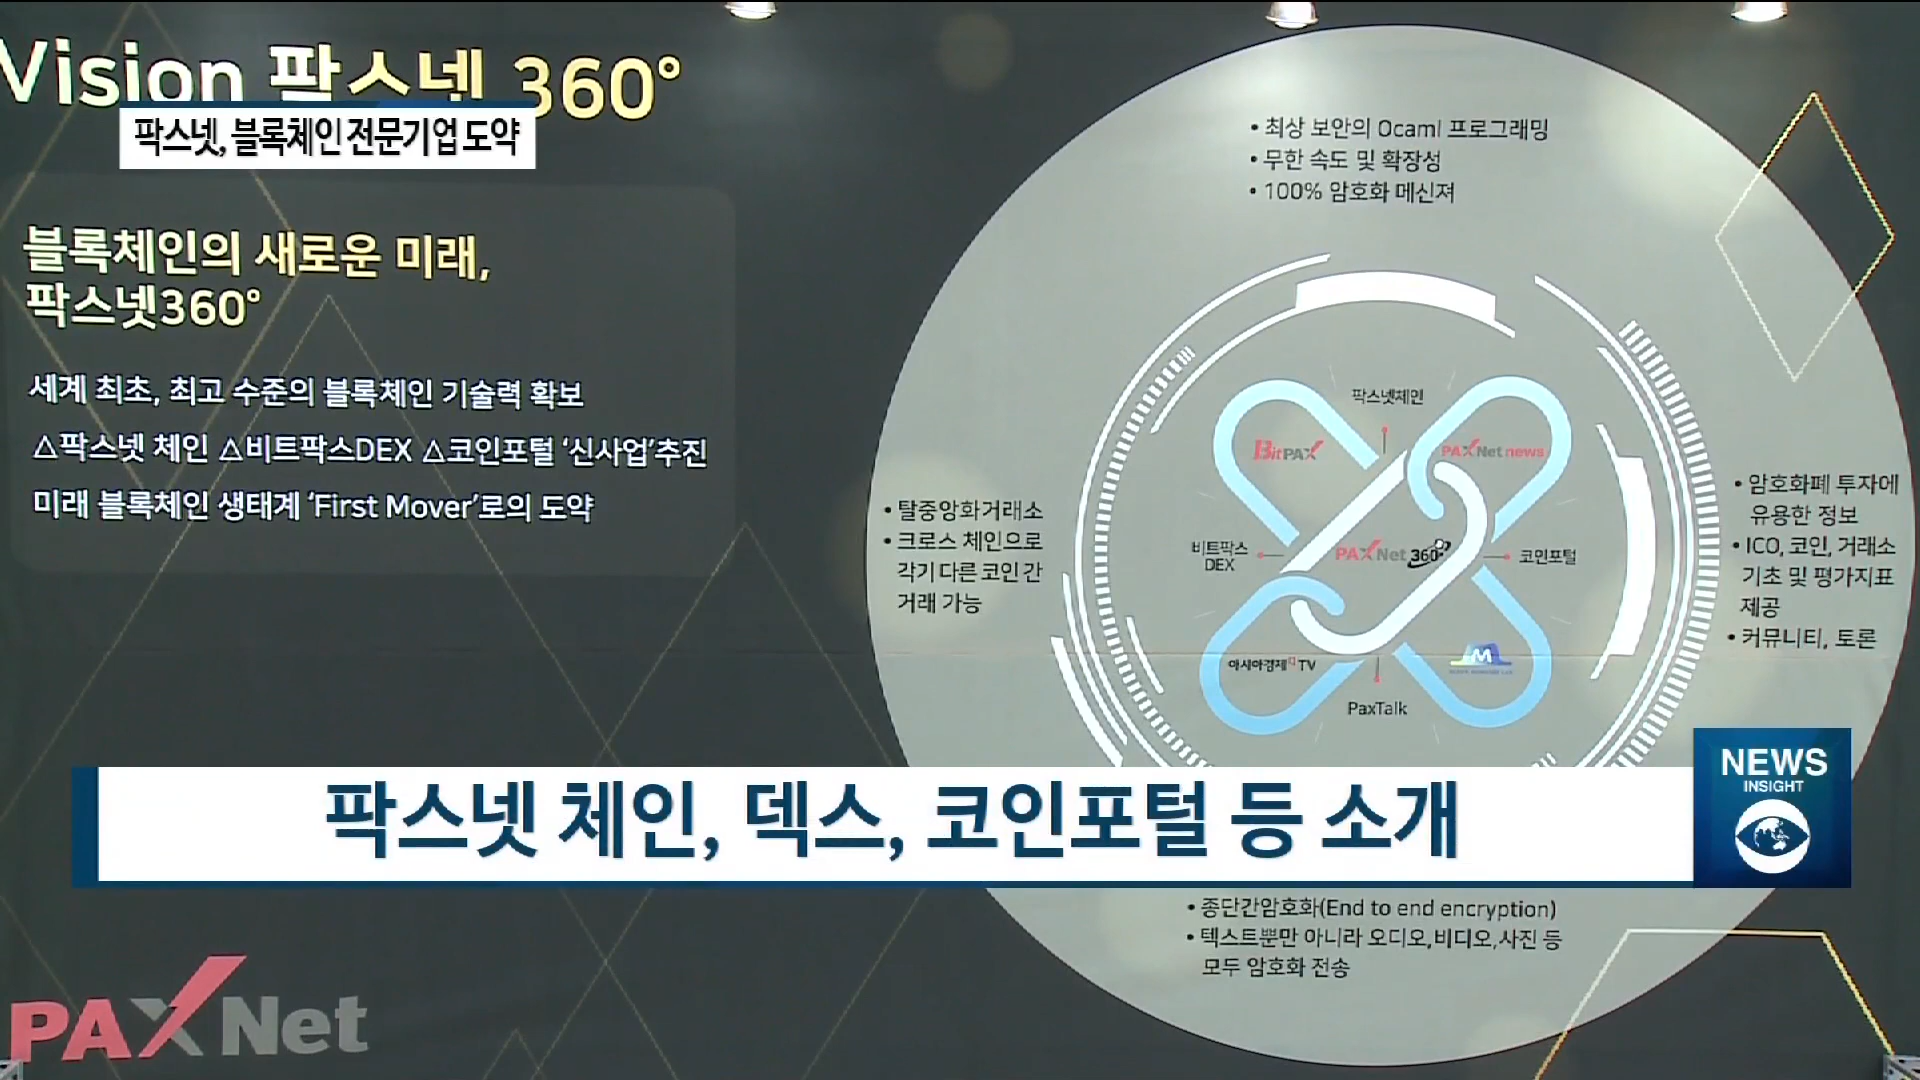 Vision 팍스넷 360°
팍스넷, 블록체인 전문기업 도약
블록체인의 새로운 미래,
팍스넷360°
세계 최초, 최고 수준의 블록체인 기술력 확보
△팍스넷 체인 △비트팍스DEX △코인포털 ‘신사업’추진
미래 블록체인 생태계 ‘First Mover’로의 도약
• 최상 보안의 Ocaml 프로그래밍
• 무한 속도 및 확장성
• 100% 암호화 메신져
팍스넷체인
BitPAX
PAXNet news
• 탈중앙화거래소
• 크로스 체인으로
각기 다른 코인 간
거래 가능
비트팍스
DEX
PAXNet 360°
코인포털
• 암호화폐 투자에
유용한 정보
• ICO, 코인, 거래소
기초 및 평가지표
제공
• 커뮤니티, 토론
아시아경제TV
M
PaxTalk
NEWS
INSIGHT
팍스넷 체인, 덱스, 코인포털 등 소개
• 종단간암호화(End to end encryption)
• 텍스트뿐만 아니라 오디오,비디오,사진 등
모두 암호화 전송
PAXNet